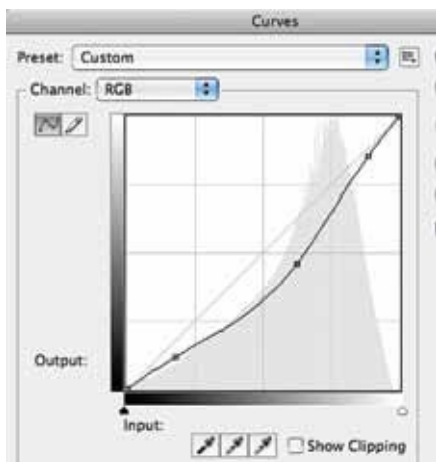 Curves
Preset: Custom
Channel: RGB
Output:
Input:
Show Clipping